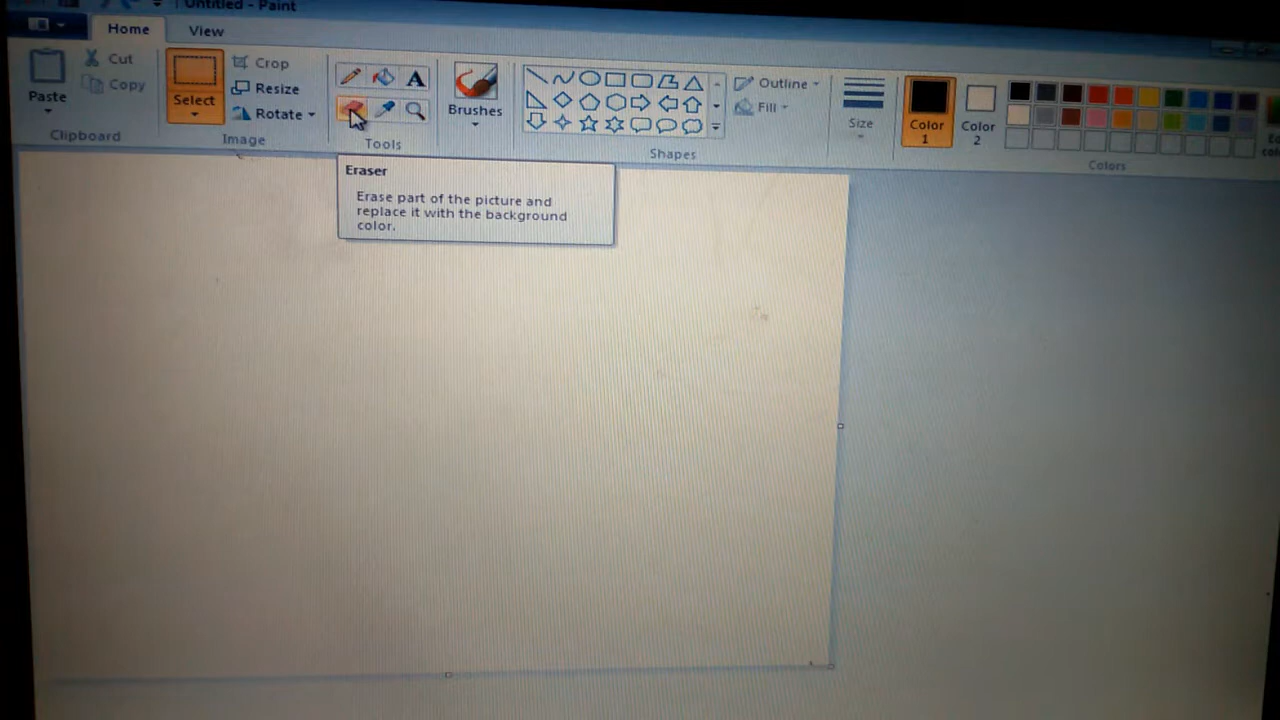 Untitled - Paint
Home View
Paste
Cut
Copy
Clipboard
Select
Crop
Resize
Rotate
Image
A
Tools
Brushes
Shapes
Outline
Fill
Size
Color
1
Color
2
Colors
Eraser
Erase part of the picture and
replace it with the background
color.